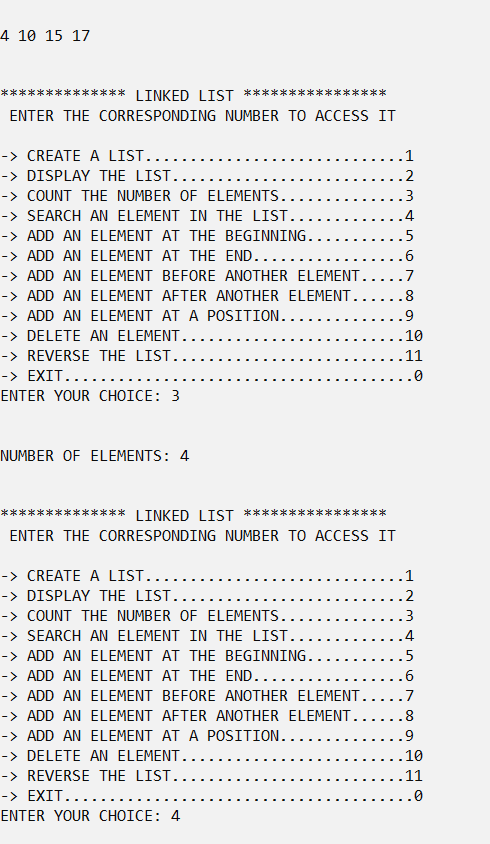 4 10 15 17
************** LINKED LIST ****************
ENTER THE CORRESPONDING NUMBER TO ACCESS IT
-> CREATE A LIST.............................1
-> DISPLAY THE LIST..........................2
-> COUNT THE NUMBER OF ELEMENTS..............3
-> SEARCH AN ELEMENT IN THE LIST.............4
-> ADD AN ELEMENT AT THE BEGINNING...........5
-> ADD AN ELEMENT AT THE END.................6
-> ADD AN ELEMENT BEFORE ANOTHER ELEMENT.....7
-> ADD AN ELEMENT AFTER ANOTHER ELEMENT......8
-> ADD AN ELEMENT AT A POSITION..............9
-> DELETE AN ELEMENT.........................10
-> REVERSE THE LIST..........................11
-> EXIT.......................................0
ENTER YOUR CHOICE: 3
NUMBER OF ELEMENTS: 4
************** LINKED LIST ****************
ENTER THE CORRESPONDING NUMBER TO ACCESS IT
-> CREATE A LIST.............................1
-> DISPLAY THE LIST..........................2
-> COUNT THE NUMBER OF ELEMENTS..............3
-> SEARCH AN ELEMENT IN THE LIST.............4
-> ADD AN ELEMENT AT THE BEGINNING...........5
-> ADD AN ELEMENT AT THE END.................6
-> ADD AN ELEMENT BEFORE ANOTHER ELEMENT.....7
-> ADD AN ELEMENT AFTER ANOTHER ELEMENT......8
-> ADD AN ELEMENT AT A POSITION..............9
-> DELETE AN ELEMENT.........................10
-> REVERSE THE LIST..........................11
-> EXIT.......................................0
ENTER YOUR CHOICE: 4